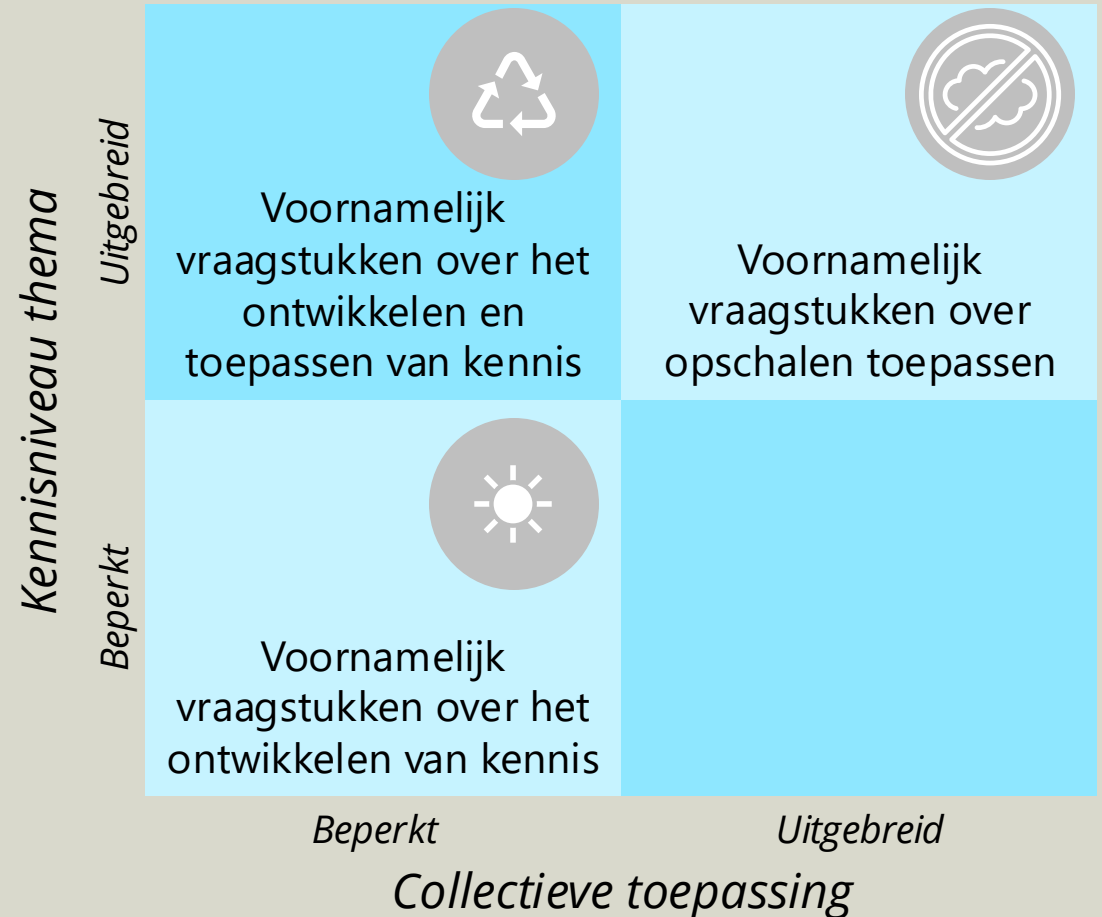 Kennisniveau thema
Uitgebreid
Voornamelijk
vraagstukken over het
ontwikkelen en
toepassen van kennis
Voornamelijk
vraagstukken over
opschalen toepassen
Beperkt
Voornamelijk
vraagstukken over het
ontwikkelen van kennis
Beperkt
Uitgebreid
Collectieve toepassing